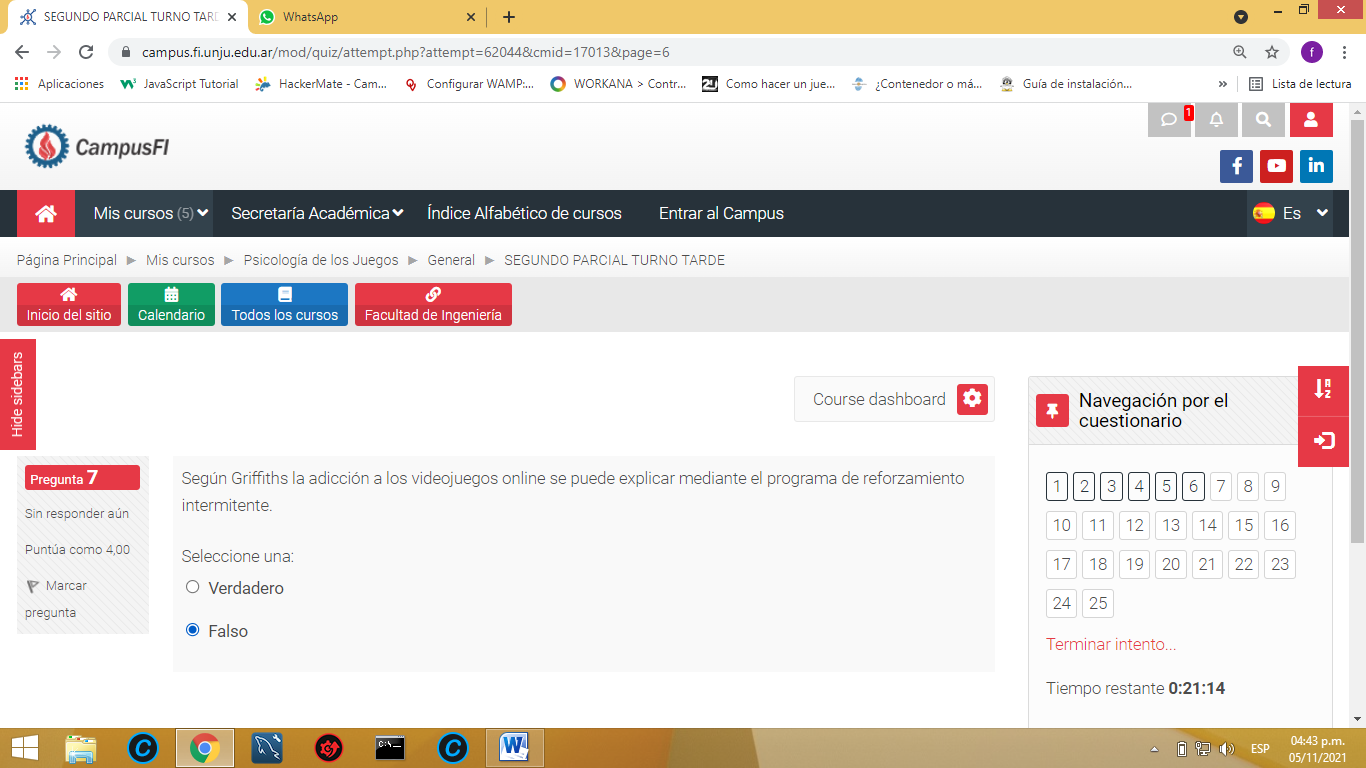 SEGUNDO PARCIAL TURNO TARD
WhatsApp
campus.fi.unju.edu.ar/mod/quiz/attempt.php?attempt=62044&cmid=17013&page=6
f
Aplicaciones JavaScript Tutorial HackerMate - Cam... Configurar WAMP:... WORKANA > Contr... Como hacer un jue... ¿Contenedor o má... Guía de instalación... » Lista de lectura
1
CampusFI
Mis cursos (5) Secretaría Académica Índice Alfabético de cursos Entrar al Campus Es
Página Principal ► Mis cursos ► Psicología de los Juegos ► General ► SEGUNDO PARCIAL TURNO TARDE
Inicio del sitio Calendario Todos los cursos Facultad de Ingeniería
Hide sidebars
Course dashboard
Pregunta 7
Sin responder aún
Puntúa como 4,00
Marcar
pregunta
Según Griffiths la adicción a los videojuegos online se puede explicar mediante el programa de reforzamiento
intermitente.
Seleccione una:
Verdadero
Falso
Navegación por el
cuestionario
1 2 3 4 5 6 7 8 9
10 11 12 13 14 15 16
17 18 19 20 21 22 23
24 25
Terminar intento...
Tiempo restante 0:21:14
ESP
04:43 p.m.
05/11/2021